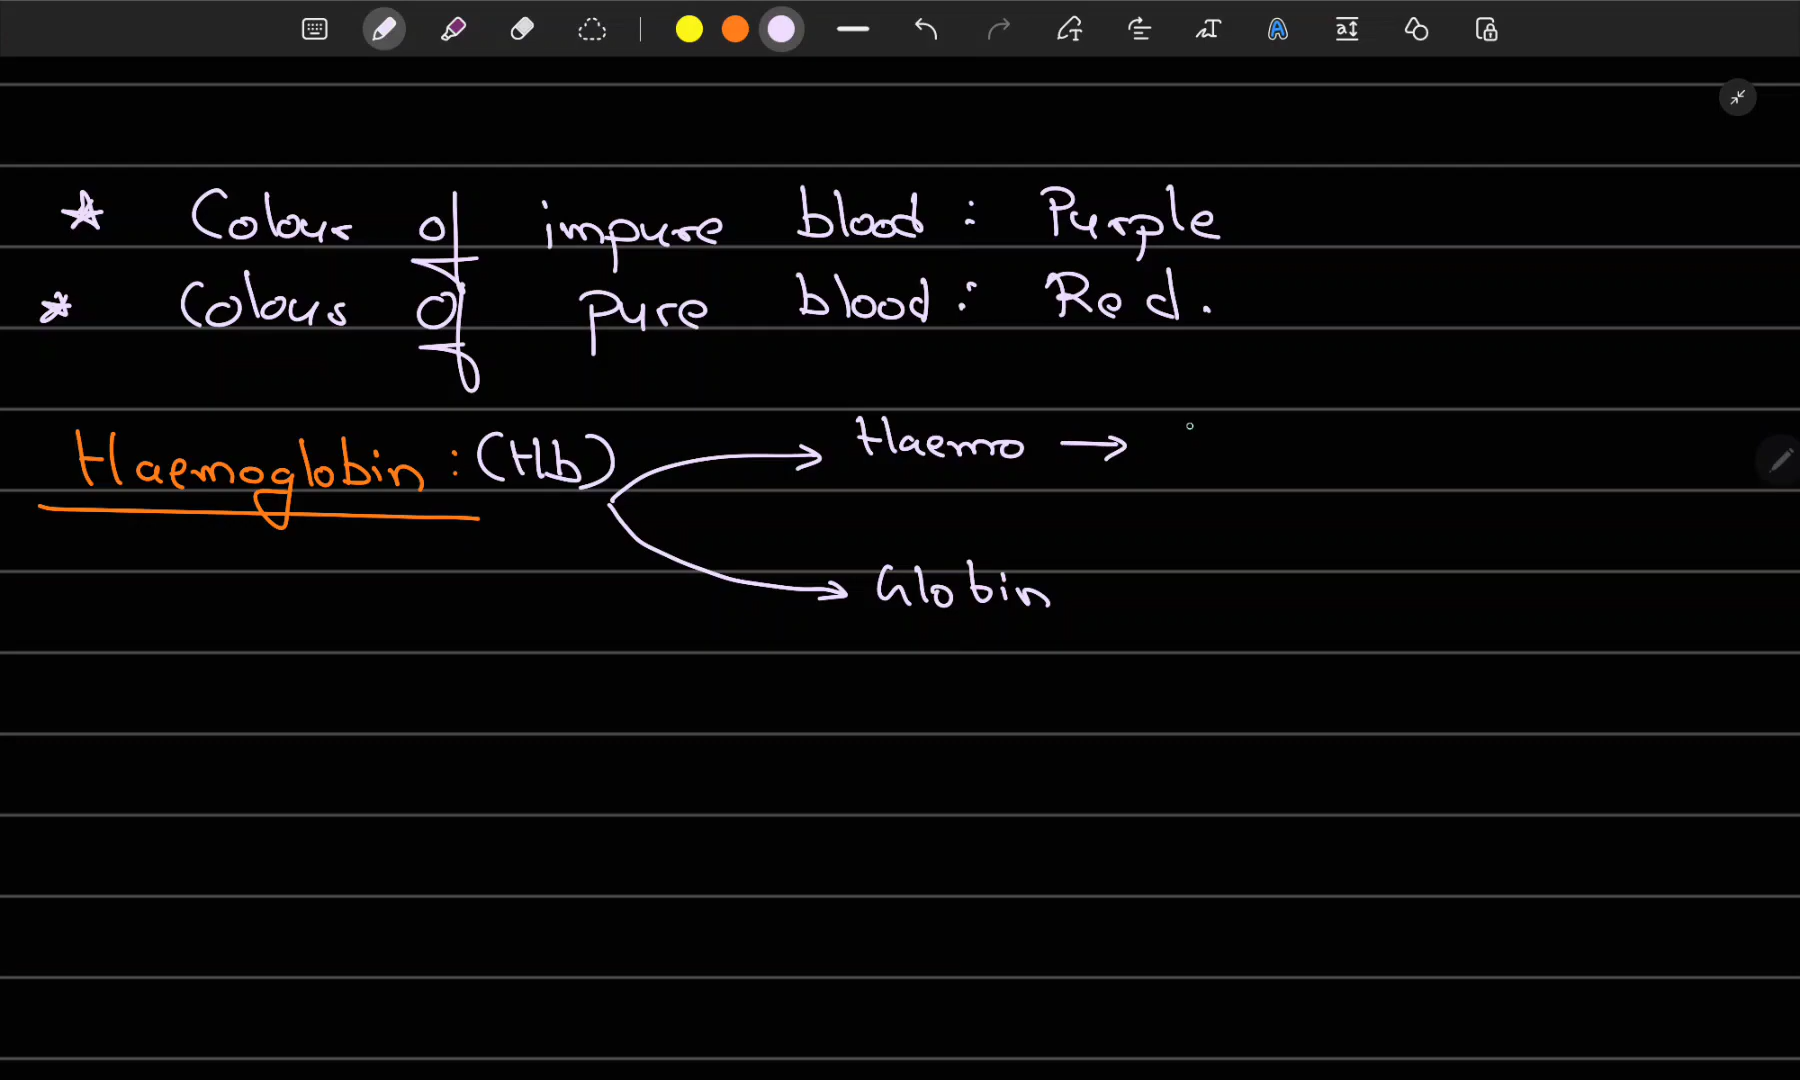 * Colour of impure blood : Purple
* Colour of pure blood : Red.
Haemoglobin : (Hb) → Haemo →
→ Globin